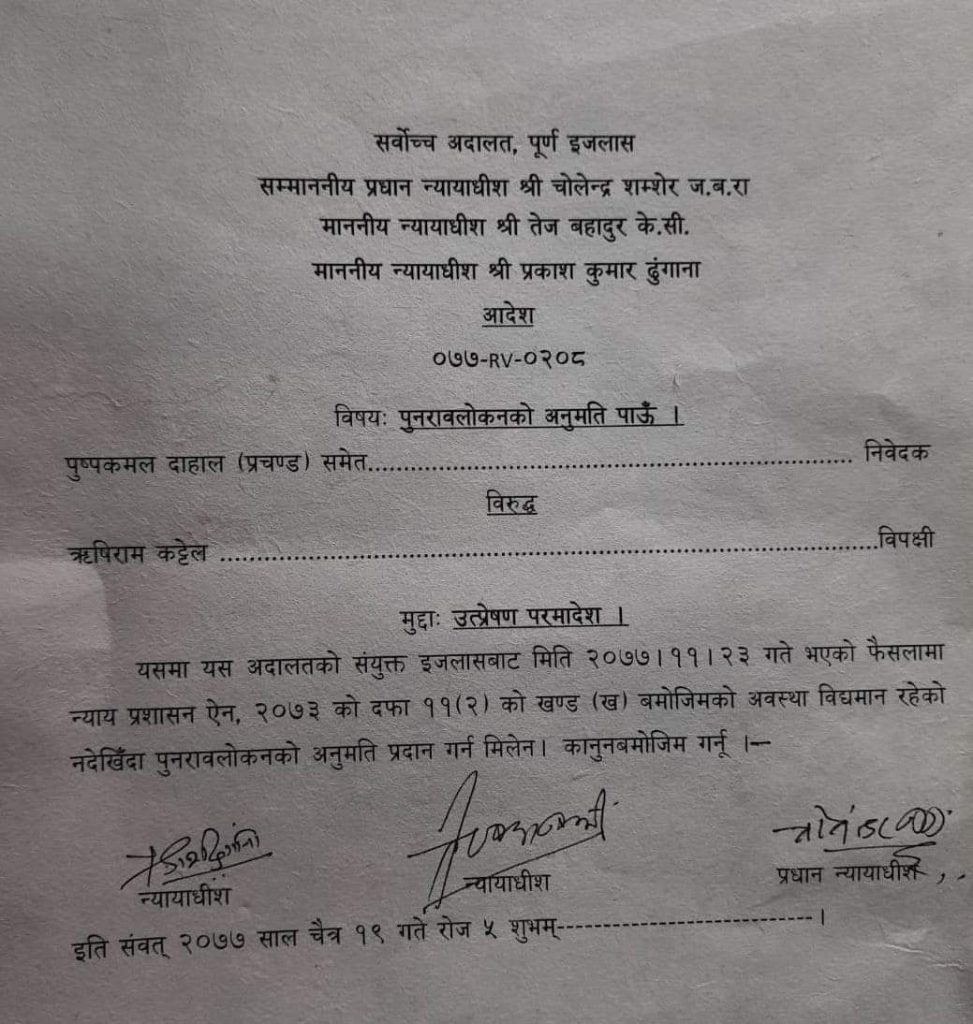 सर्वोच्च अदालत, पूर्ण इजलास
सम्माननीय प्रधान न्यायाधीश श्री चोलेन्द्र शम्शेर ज.ब.रा
माननीय न्यायाधीश श्री तेज बहादुर के.सी.
माननीय न्यायाधीश श्री प्रकाश कुमार ढुंगाना
आदेश
०७७-RV-०२०८
विषयः पुनरावलोकनको अनुमति पाऊँ ।
पुष्पकमल दाहाल (प्रचण्ड) समेत.......................................................... निवेदक
विरुद्ध
ऋषिराम कट्टेल ................................................................................विपक्षी
मुद्दाः उत्प्रेषण परमादेश ।
यसमा यस अदालतको संयुक्त इजलासबाट मिति २०७७।११।२३ गते भएको फैसलामा
न्याय प्रशासन ऐन, २०७३ को दफा ११(२) को खण्ड (ख) बमोजिमको अवस्था विद्यमान रहेको
नदेखिँदा पुनरावलोकनको अनुमति प्रदान गर्न मिलेन। कानुनबमोजिम गर्नू ।–
न्यायाधीश न्यायाधीश प्रधान न्यायाधीश
इति संवत् २०७७ साल चैत्र १९ गते रोज ५ शुभम्----------------------------।